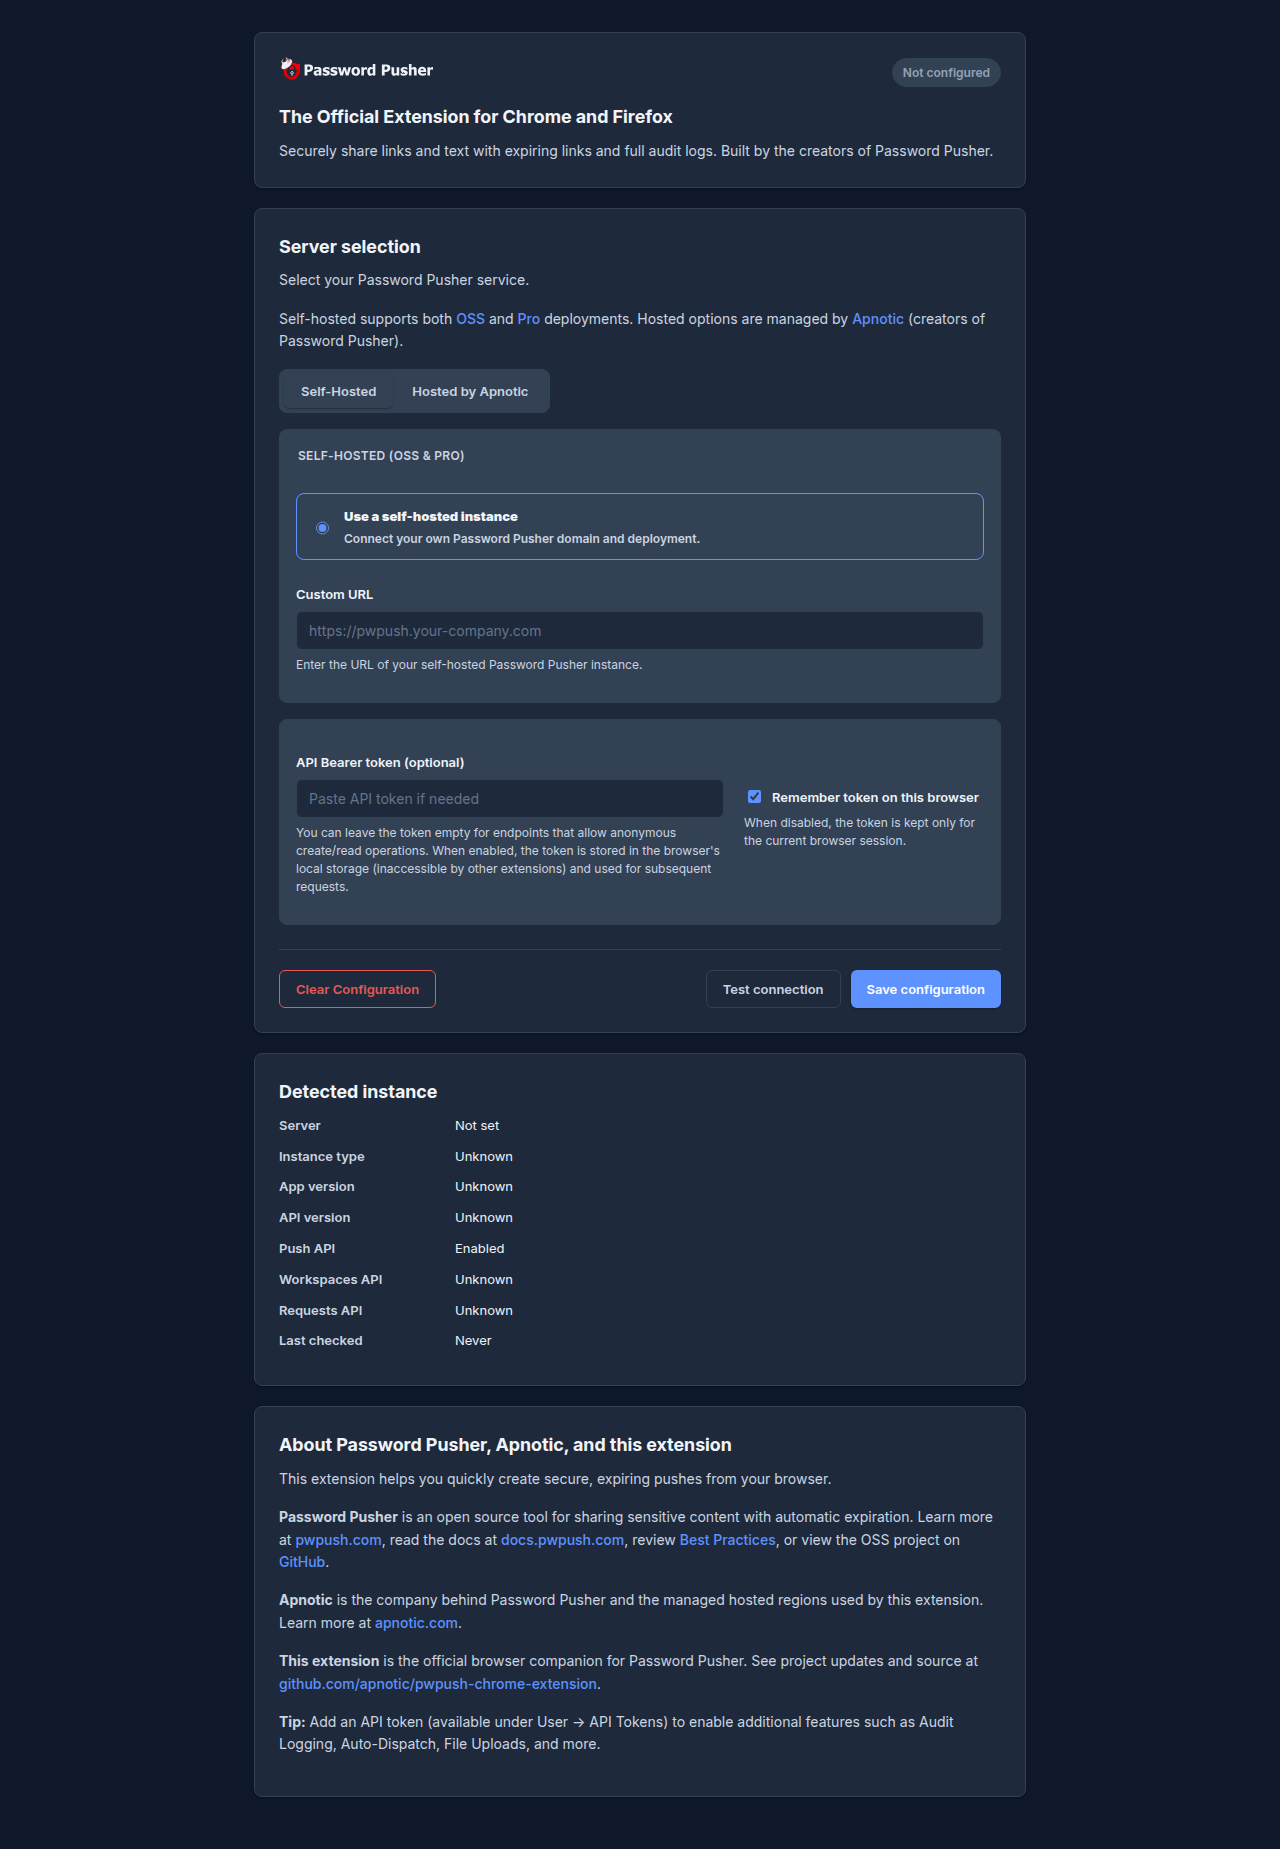 Password Pusher
Not configured
The Official Extension for Chrome and Firefox
Securely share links and text with expiring links and full audit logs. Built by the creators of Password Pusher.
Server selection
Select your Password Pusher service.
Self-hosted supports both OSS and Pro deployments. Hosted options are managed by Apnotic (creators of
Password Pusher).
Self-Hosted
Hosted by Apnotic
SELF-HOSTED (OSS & PRO)
Use a self-hosted instance
Connect your own Password Pusher domain and deployment.
Custom URL
https://pwpush.your-company.com
Enter the URL of your self-hosted Password Pusher instance.
API Bearer token (optional)
Paste API token if needed
You can leave the token empty for endpoints that allow anonymous
create/read operations. When enabled, the token is stored in the browser's
local storage (inaccessible by other extensions) and used for subsequent
requests.
Remember token on this browser
When disabled, the token is kept only for
the current browser session.
Clear Configuration
Test connection
Save configuration
Detected instance
Server Not set
Instance type Unknown
App version Unknown
API version Unknown
Push API Enabled
Workspaces API Unknown
Requests API Unknown
Last checked Never
About Password Pusher, Apnotic, and this extension
This extension helps you quickly create secure, expiring pushes from your browser.
Password Pusher is an open source tool for sharing sensitive content with automatic expiration. Learn more
at pwpush.com, read the docs at docs.pwpush.com, review Best Practices, or view the OSS project on
GitHub.
Apnotic is the company behind Password Pusher and the managed hosted regions used by this extension.
Learn more at apnotic.com.
This extension is the official browser companion for Password Pusher. See project updates and source at
github.com/apnotic/pwpush-chrome-extension.
Tip: Add an API token (available under User → API Tokens) to enable additional features such as Audit
Logging, Auto-Dispatch, File Uploads, and more.